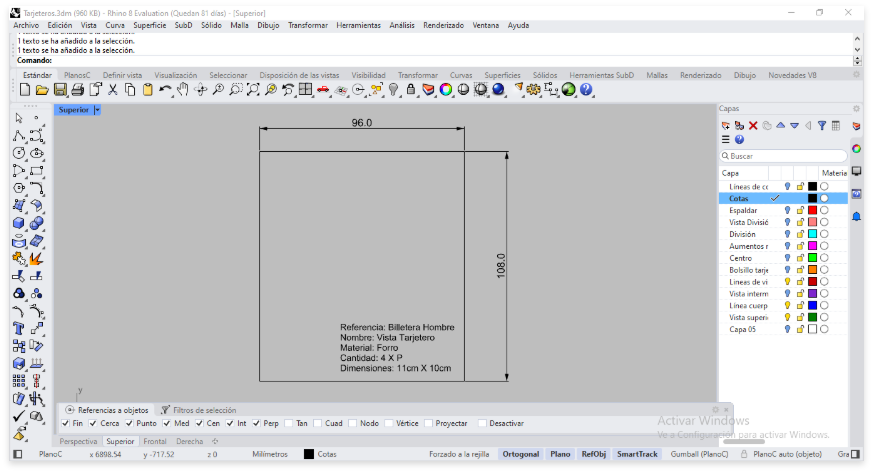 Tarjeteros.3dm (960 KB) - Rhino 8 Evaluation (Quedan 81 días) - [Superior]
Archivo Edición Vista Curva Superficie SubD Sólido Malla Dibujo Transformar Herramientas Análisis Renderizado Ventana Ayuda
1 texto se ha añadido a la selección.
1 texto se ha añadido a la selección.
Comando:
Estándar PlanosC Definir vista Visualización Seleccionar Disposición de las vistas Visibilidad Transformar Curvas Superficies Sólidos Herramientas SubD Mallas Renderizado Dibujo Novedades V8
Superior
Capas
Buscar
Capa Materia
Líneas de co
Cotas
Espaldar
Vista Divisió
División
Aumentos r
Centro
Bolsillo tarje
Líneas de vi
Vista interm
Línea cuerp
Vista superi
Capa 05
96.0
108.0
Referencia: Billetera Hombre
Nombre: Vista Tarjetero
Material: Forro
Cantidad: 4 X P
Dimensiones: 11cm X 10cm
y
Referencias a objetos Filtros de selección
Fin Cerca Punto Med Cen Int Perp Tan Cuad Nodo Vértice Proyectar Desactivar
Activar Windows
Ve a Configuración para activar Windows.
Perspectiva Superior Frontal Derecha
PlanoC x 6898.54 y -717.52 z 0 Milímetros Cotas Forzado a la rejilla Ortogonal Plano RefObj SmartTrack Gumball (PlanoC) PlanoC auto (objeto) Gra